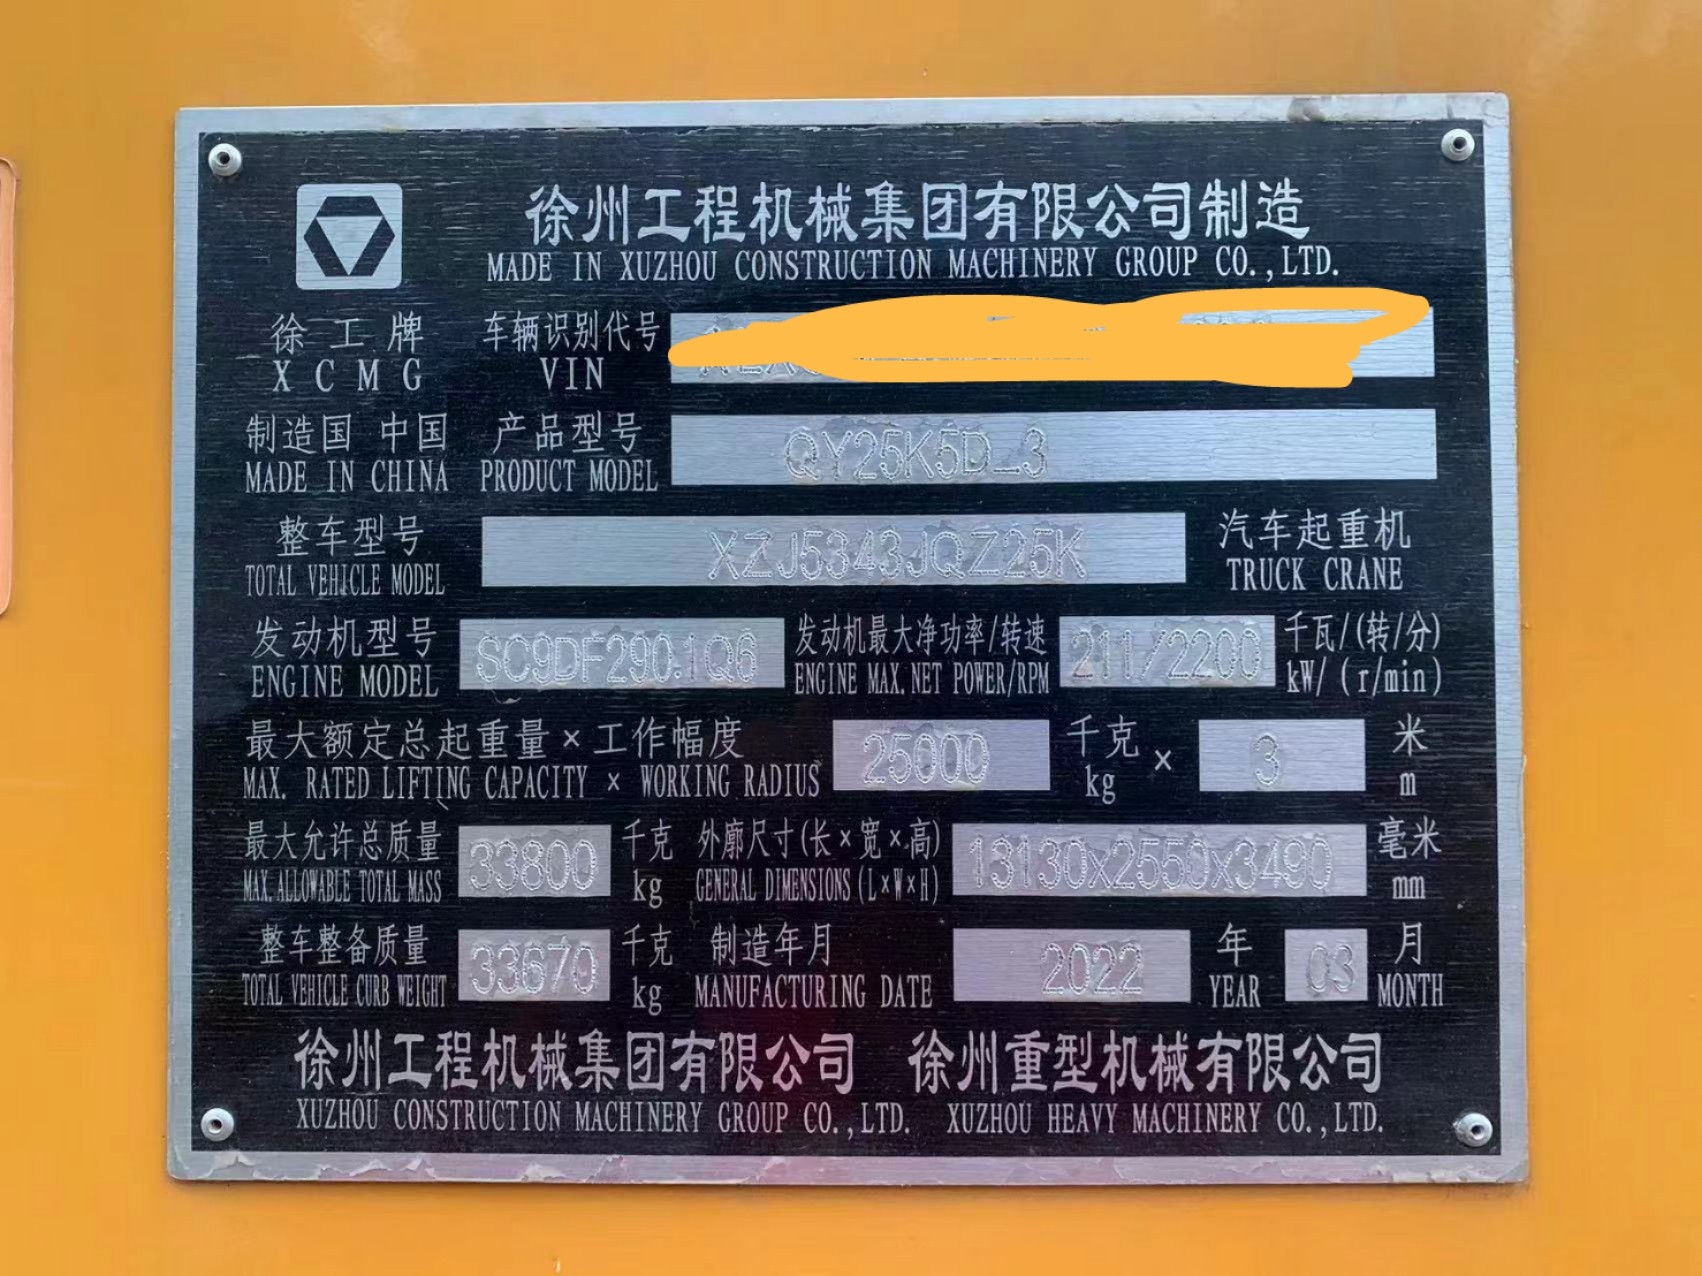 徐州工程机械集团有限公司制造
MADE IN XUZHOU CONSTRUCTION MACHINERY GROUP CO.,LTD.
徐工牌 车辆识别代号
XCMG VIN
制造国 中国 产品型号 QY25K5D_3
MADE IN CHINA PRODUCT MODEL
整车型号 XZJ5343JQZ25K 汽车起重机
TOTAL VEHICLE MODEL TRUCK CRANE
发动机型号 SC9DF290.1Q6 发动机最大净功率/转速 211/2200 千瓦/(转/分)
ENGINE MODEL ENGINE MAX.NET POWER/RPM kW/(r/min)
最大额定总起重量×工作幅度 25000 千克 × 3 米
MAX. RATED LIFTING CAPACITY × WORKING RADIUS kg m
最大允许总质量 33800 千克 外廓尺寸(长×宽×高) 13130x2550x3490 毫米
MAX.ALLOWABLE TOTAL MASS kg GENERAL DIMENSIONS(L×W×H) mm
整车整备质量 33670 千克 制造年月 2022 年 03 月
TOTAL VEHICLE CURB WEIGHT kg MANUFACTURING DATE YEAR MONTH
徐州工程机械集团有限公司 徐州重型机械有限公司
XUZHOU CONSTRUCTION MACHINERY GROUP CO.,LTD. XUZHOU HEAVY MACHINERY CO.,LTD.